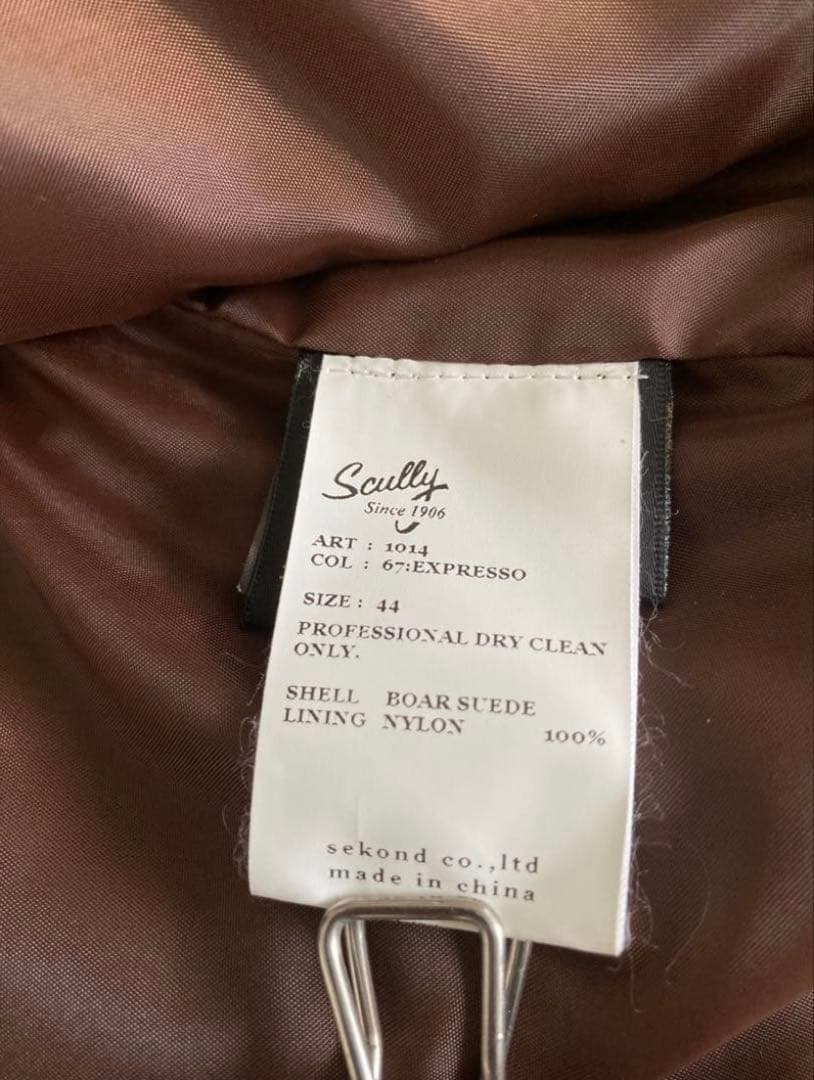 Scully
Since 1906
ART : 1014
COL : 67:EXPRESSO
SIZE : 44
PROFESSIONAL DRY CLEAN
ONLY.
SHELL BOAR SUEDE
LINING NYLON 100%
sekond co.,ltd
made in china